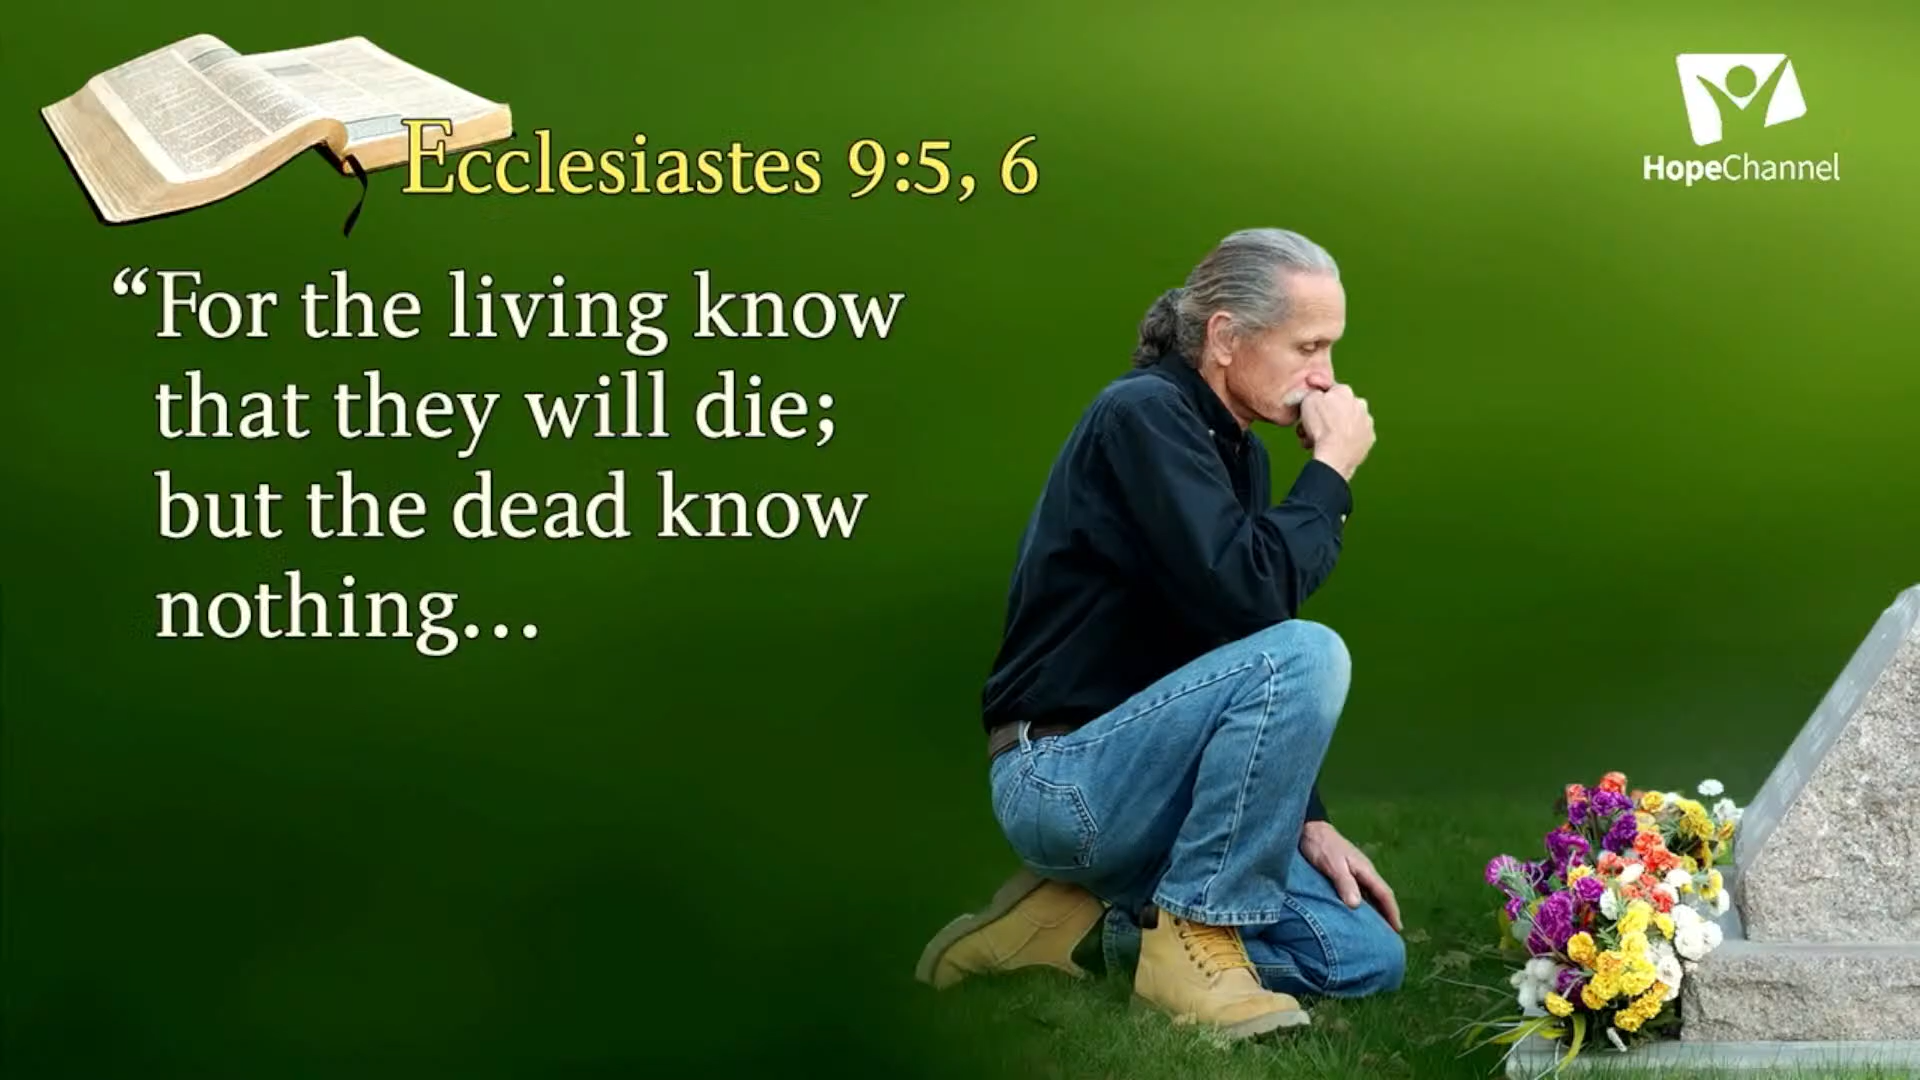 Ecclesiastes 9:5, 6
HopeChannel
“For the living know
that they will die;
but the dead know
nothing...